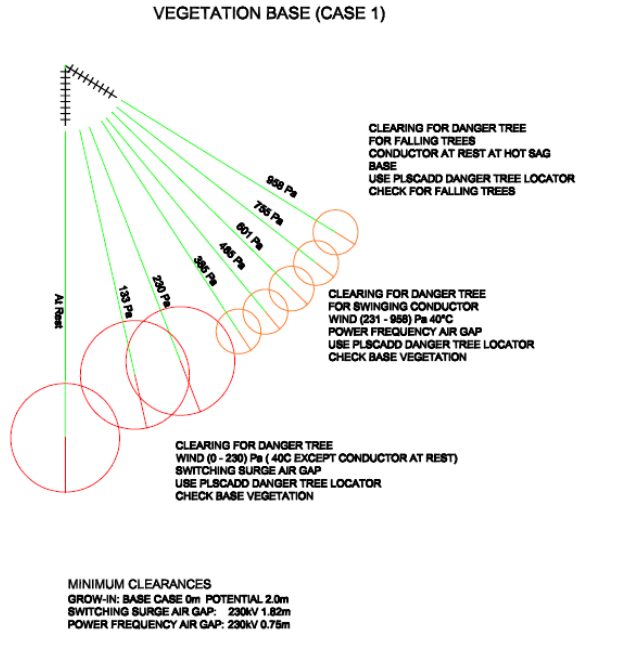 VEGETATION BASE (CASE 1)
CLEARING FOR DANGER TREE
FOR FALLING TREES
CONDUCTOR AT REST AT HOT SAG
BASE
USE PLSCADD DANGER TREE LOCATOR
CHECK FOR FALLING TREES
958 Pa
755 Pa
601 Pa
485 Pa
385 Pa
230 Pa
133 Pa
At Rest
CLEARING FOR DANGER TREE
FOR SWINGING CONDUCTOR
WIND (231 - 958) Pa 40°C
POWER FREQUENCY AIR GAP
USE PLSCADD DANGER TREE LOCATOR
CHECK BASE VEGETATION
CLEARING FOR DANGER TREE
WIND (0 - 230) Pa ( 40C EXCEPT CONDUCTOR AT REST)
SWITCHING SURGE AIR GAP
USE PLSCADD DANGER TREE LOCATOR
CHECK BASE VEGETATION
MINIMUM CLEARANCES
GROW-IN: BASE CASE 0m POTENTIAL 2.0m
SWITCHING SURGE AIR GAP: 230kV 1.82m
POWER FREQUENCY AIR GAP: 230kV 0.75m